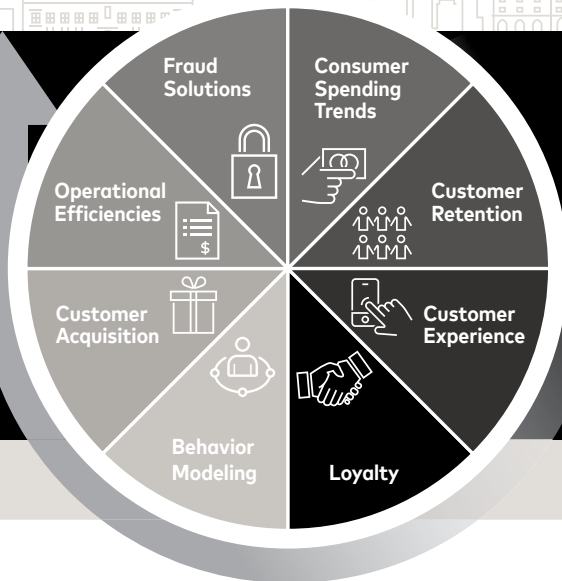 Fraud
Solutions
Consumer
Spending
Trends
Operational
Efficiencies
$
Customer
Retention
Customer
Acquisition
Customer
Experience
Behavior
Modeling
Loyalty